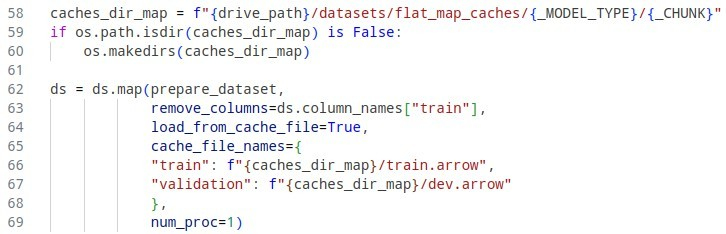 58 caches_dir_map = f"{drive_path}/datasets/flat_map_caches/{_MODEL_TYPE}/{_CHUNK}"
59 if os.path.isdir(caches_dir_map) is False:
60     os.makedirs(caches_dir_map)
61
62 ds = ds.map(prepare_dataset,
63             remove_columns=ds.column_names["train"],
64             load_from_cache_file=True,
65             cache_file_names={
66             "train": f"{caches_dir_map}/train.arrow",
67             "validation": f"{caches_dir_map}/dev.arrow"
68             },
69             num_proc=1)